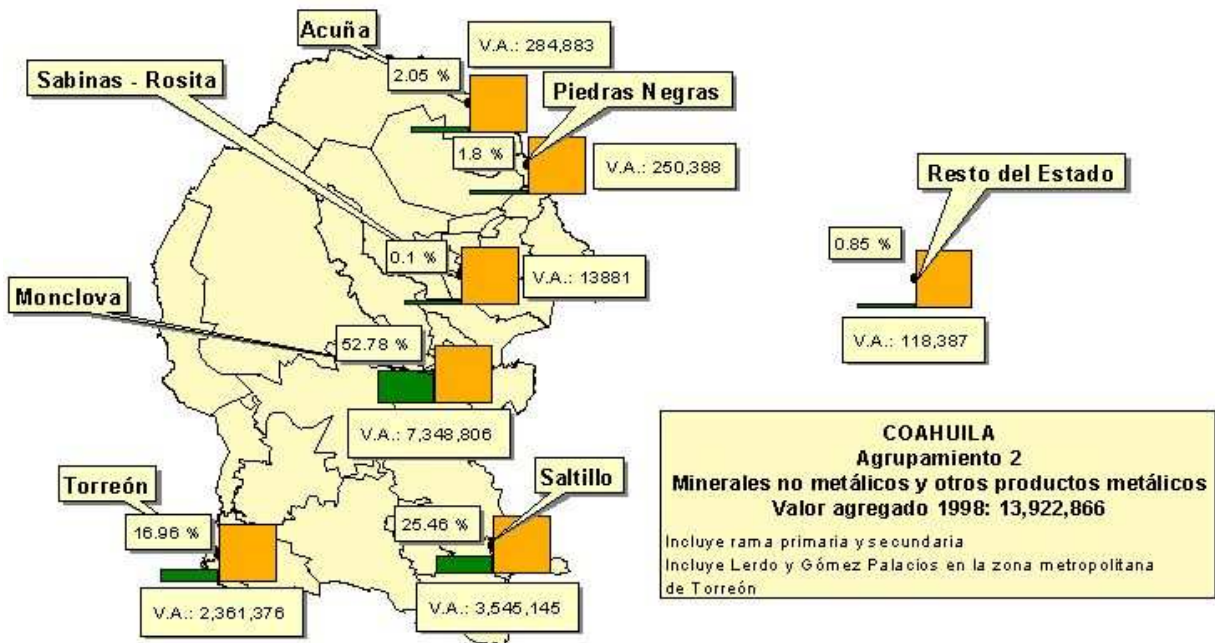 Acuña
V.A.: 284,883
2.05 %
Sabinas - Rosita
Piedras Negras
1.8 %
V.A.: 250,388
Resto del Estado
0.85 %
0.1 %
V.A.: 13881
Monclova
V.A.: 118,387
52.78 %
V.A.: 7,348,806
COAHUILA
Agrupamiento 2
Minerales no metálicos y otros productos metálicos
Valor agregado 1998: 13,922,866
Incluye rama primaria y secundaria
Incluye Lerdo y Gómez Palacios en la zona metropolitana
de Torreón
Torreón
Saltillo
16.96 %
25.46 %
V.A.: 2,361,376
V.A.: 3,545,145